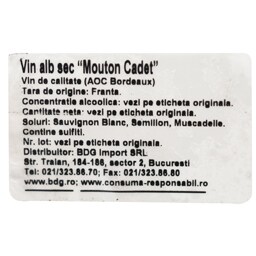 Vin alb sec "Mouton Cadet"
Vin de calitate (AOC Bordeaux)
Tara de origine: Franta.
Concentratie alcoolica: vezi pe eticheta originala.
Cantitate neta: vezi pe eticheta originala.
Soiuri: Sauvignon Blanc, Semillon, Muscadelle.
Contine sulfiti.
Nr. lot: vezi pe eticheta originala.
Distribuitor: BDG Import SRL
Str. Traian, 184-186, sector 2, Bucuresti
Tel: 021/323.86.70; Fax: 021/323.86.80
www.bdg.ro; www.consuma-responsabil.ro